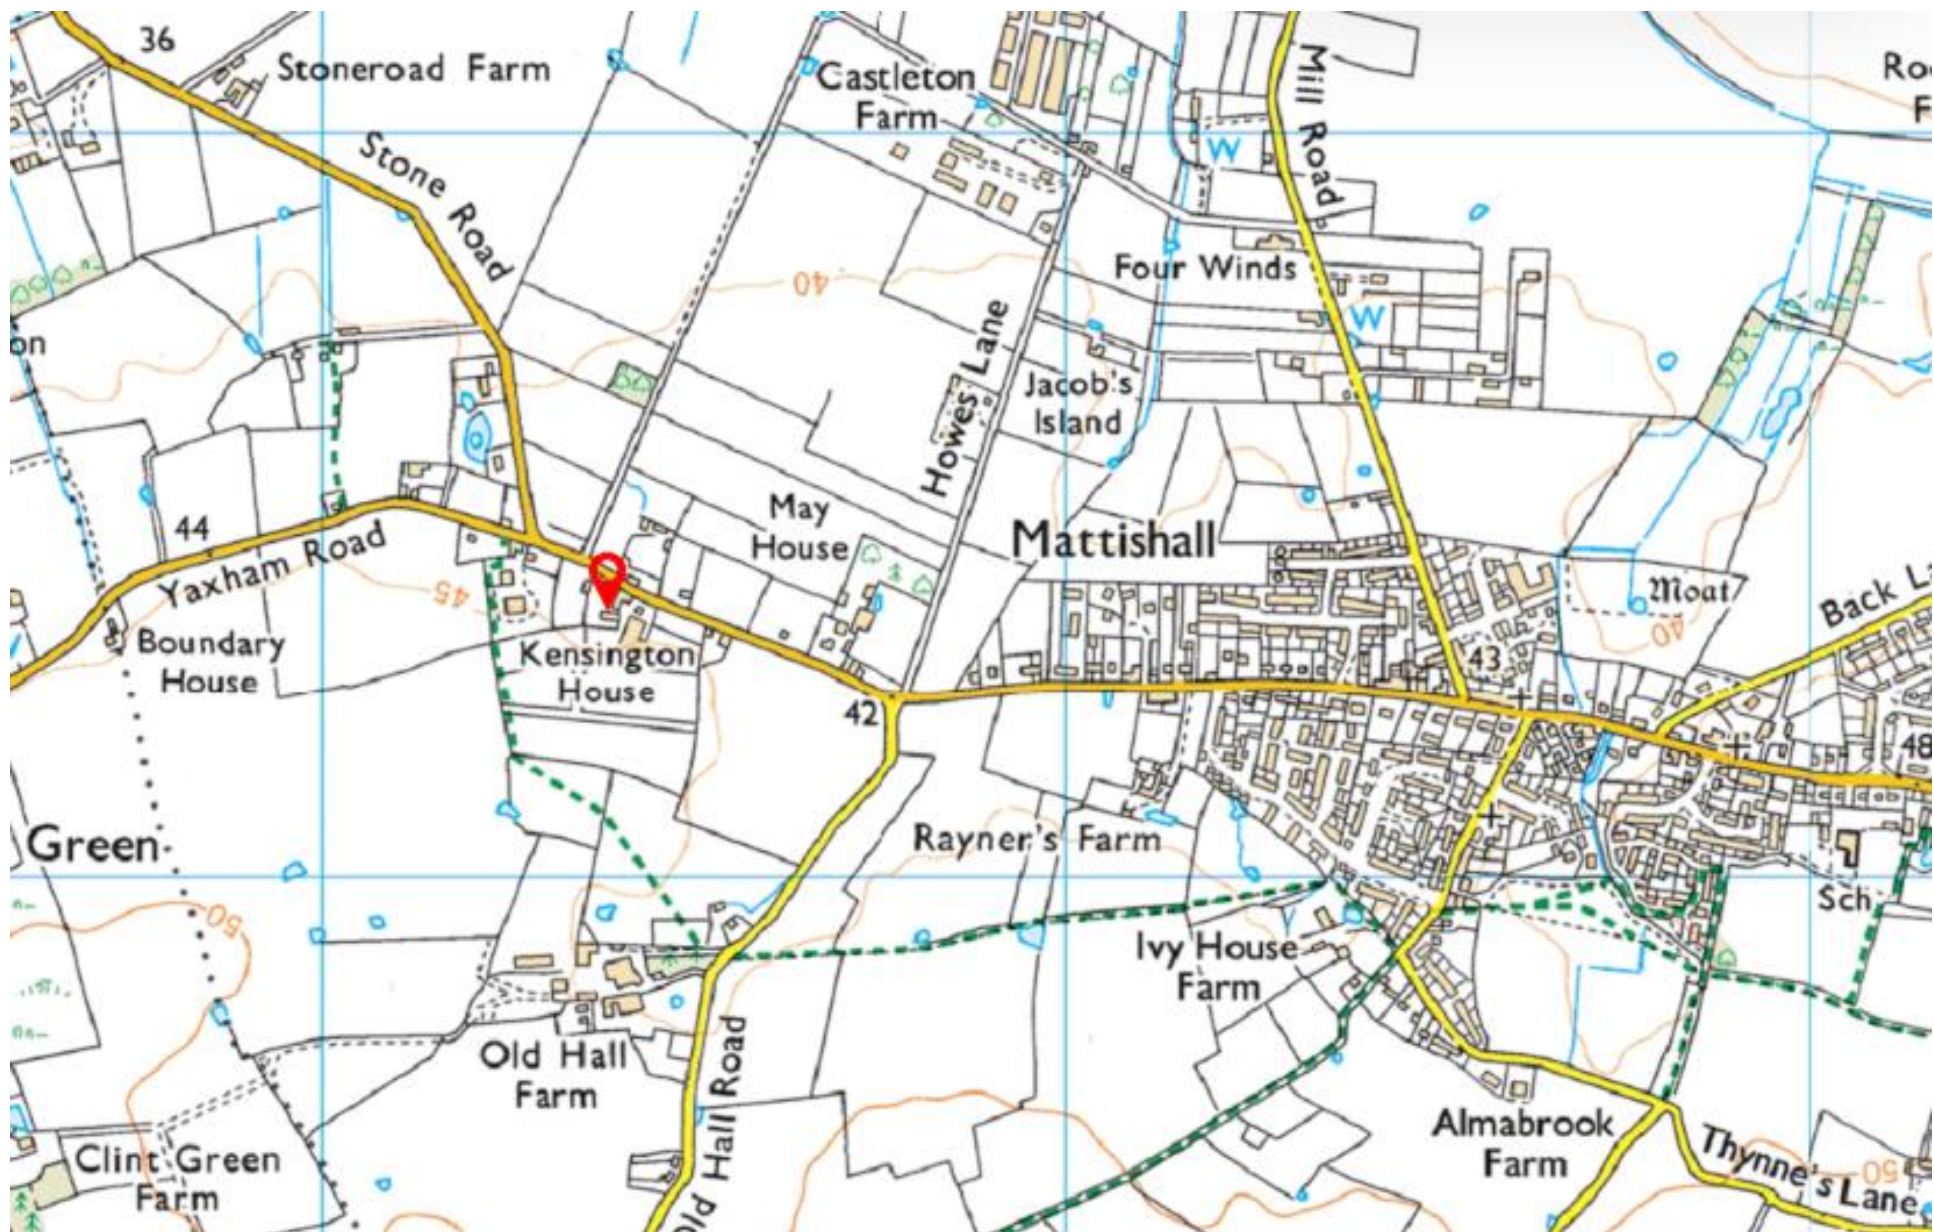 36
Stoneroad Farm
Castleton
Farm
Mill Road
W
Stone Road
40
Four Winds
W
on
Howes Lane
Jacob's
Island
May
House
Mattishall
44
Yaxham Road
45
Moat
Back
40
Boundary
House
Kensington
House
43
42
48
Green
Rayner's Farm
Sch
50
Ivy House
Farm
Old Hall
Farm
Old Hall Road
Almabrook
Farm
Thynne's Lane
50
Clint Green
Farm